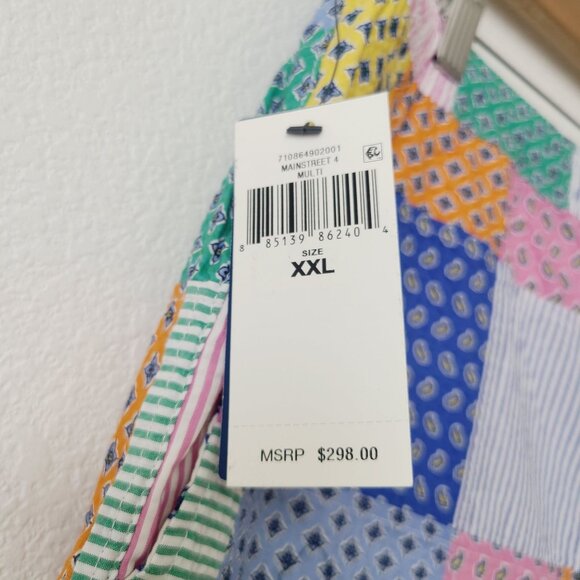 710864902001
MAINSTREET 4
MULTI
8 85139 86240 4
SIZE
XXL
MSRP $298.00